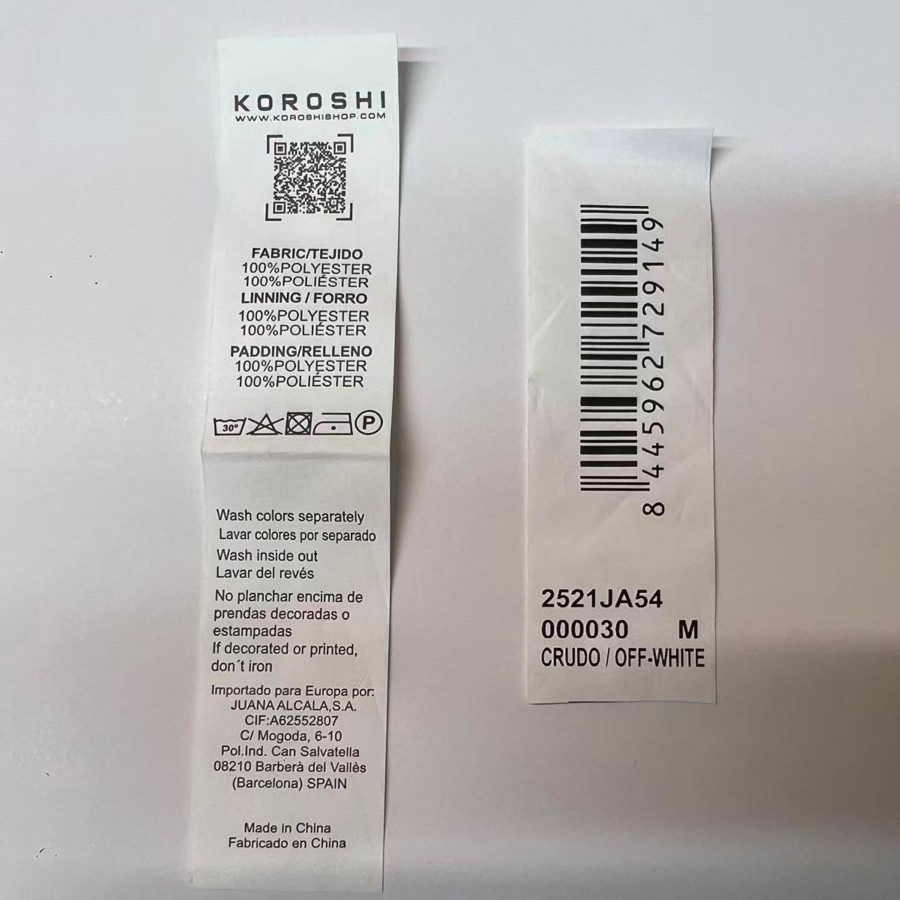 KOROSHI
WWW.KOROSHISHOP.COM
FABRIC/TEJIDO
100%POLYESTER
100%POLIÉSTER
LINNING / FORRO
100%POLYESTER
100%POLIÉSTER
PADDING/RELLENO
100%POLYESTER
100%POLIÉSTER
30º P
Wash colors separately
Lavar colores por separado
Wash inside out
Lavar del revés
No planchar encima de
prendas decoradas o
estampadas
If decorated or printed,
don´t iron
Importado para Europa por:
JUANA ALCALA,S.A.
CIF:A62552807
C/ Mogoda, 6-10
Pol.Ind. Can Salvatella
08210 Barberà del Vallès
(Barcelona) SPAIN
Made in China
Fabricado en China
8 445962 729149
2521JA54
000030 M
CRUDO / OFF-WHITE